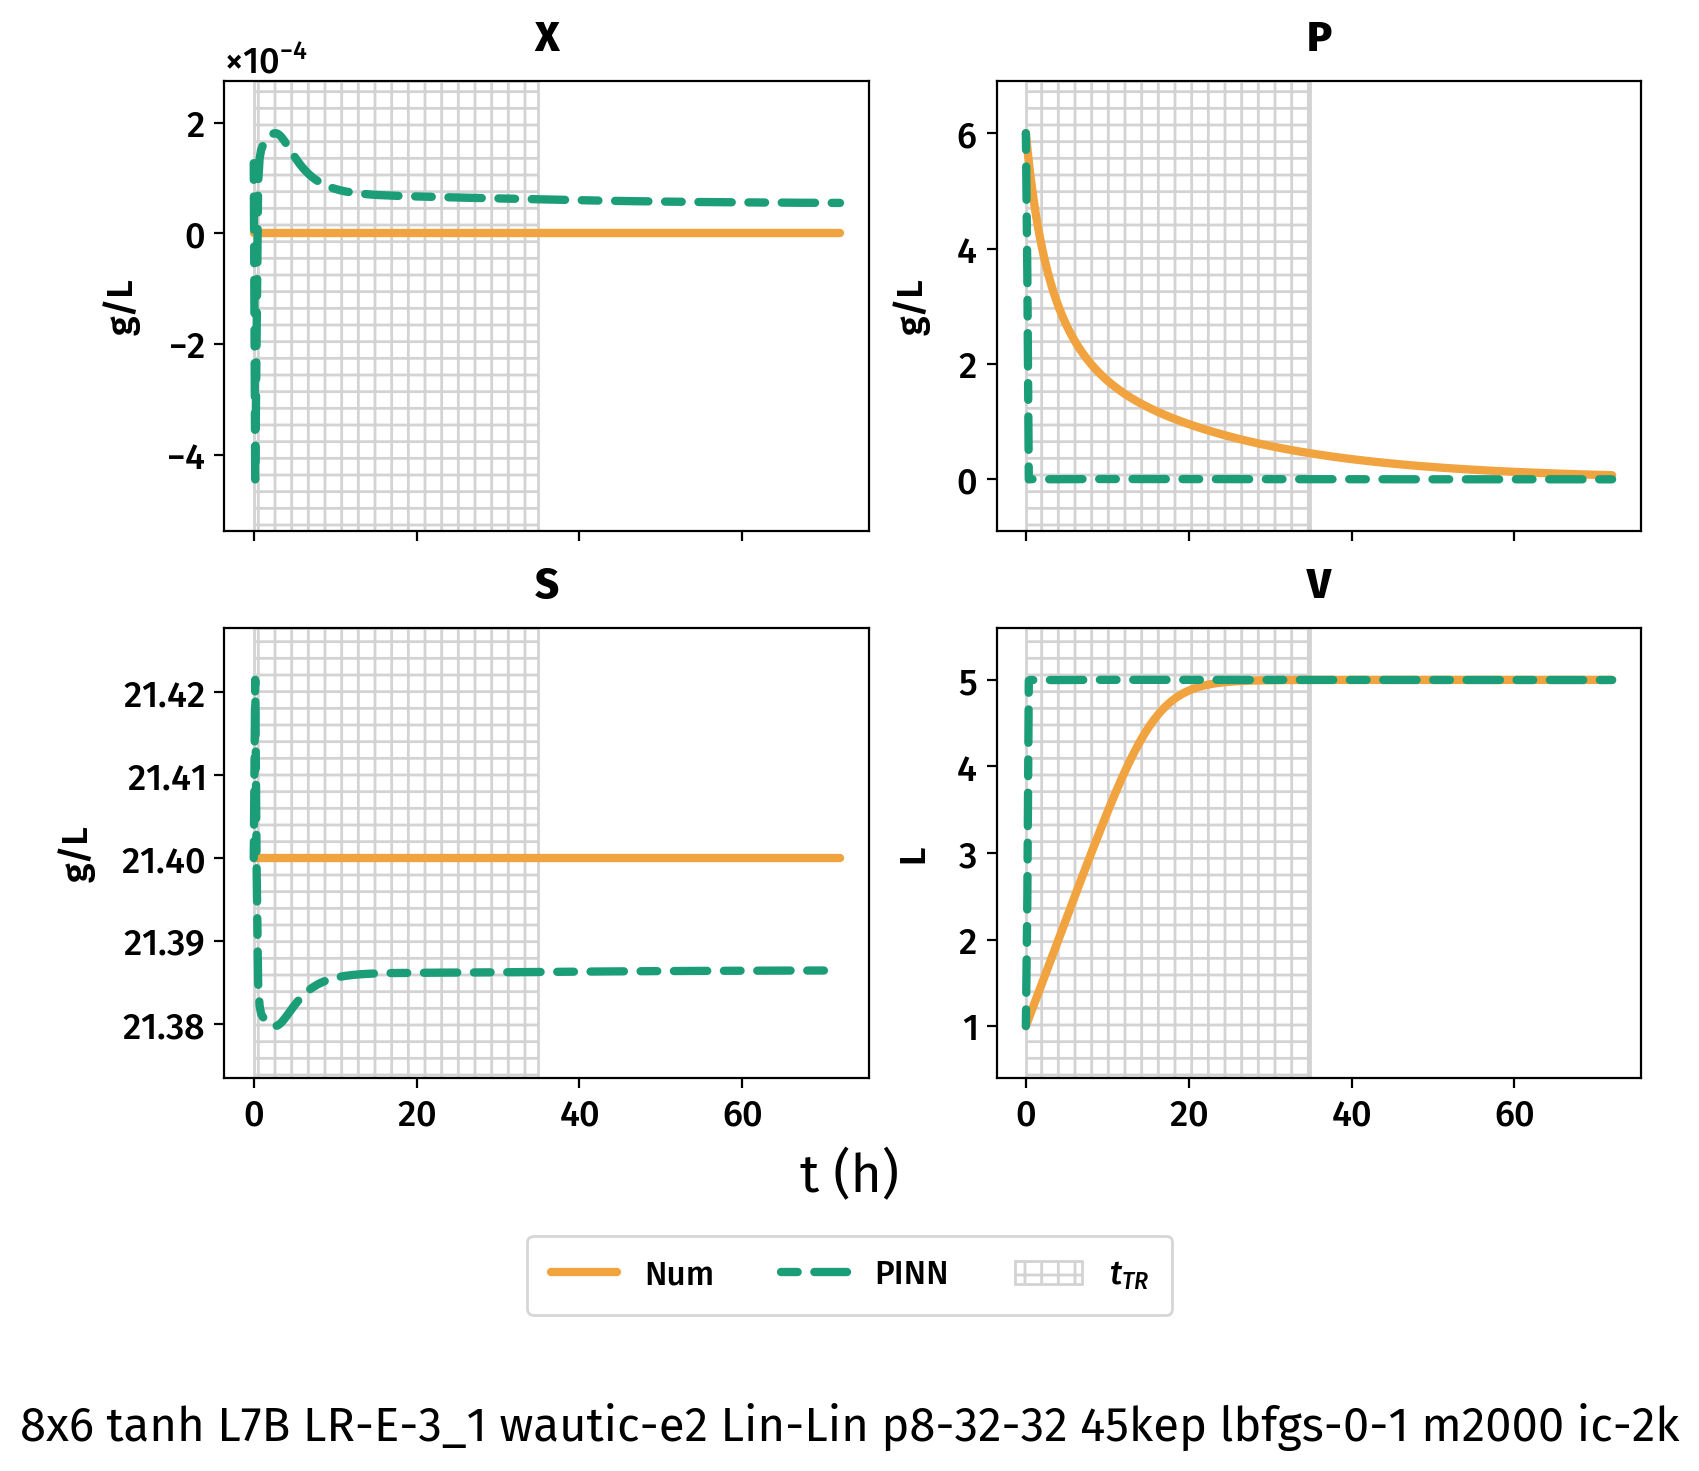 X
×10⁻⁴
2
0
−2
−4
g/L
P
6
4
2
0
g/L
S
21.42
21.41
21.40
21.39
21.38
g/L
0 20 40 60
V
5
4
3
2
1
L
0 20 40 60
t (h)
Num PINN t_TR
8x6 tanh L7B LR-E-3_1 wautic-e2 Lin-Lin p8-32-32 45kep lbfgs-0-1 m2000 ic-2k